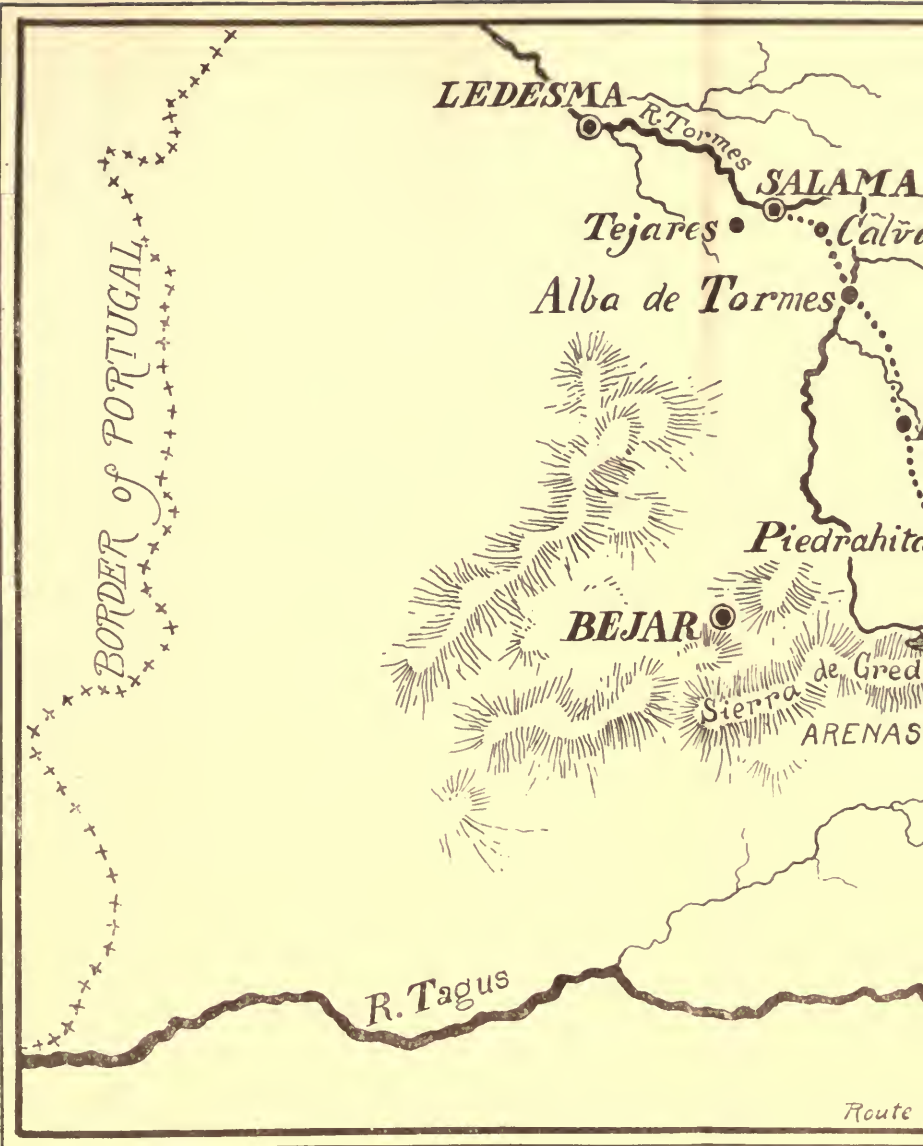 LEDESMA
R. Tormes
SALAMA
Tejares
Calva
Alba de Tormes
BORDER of PORTUGAL
Piedrahita
BEJAR
Sierra de Gred
ARENAS
R. Tagus
Route